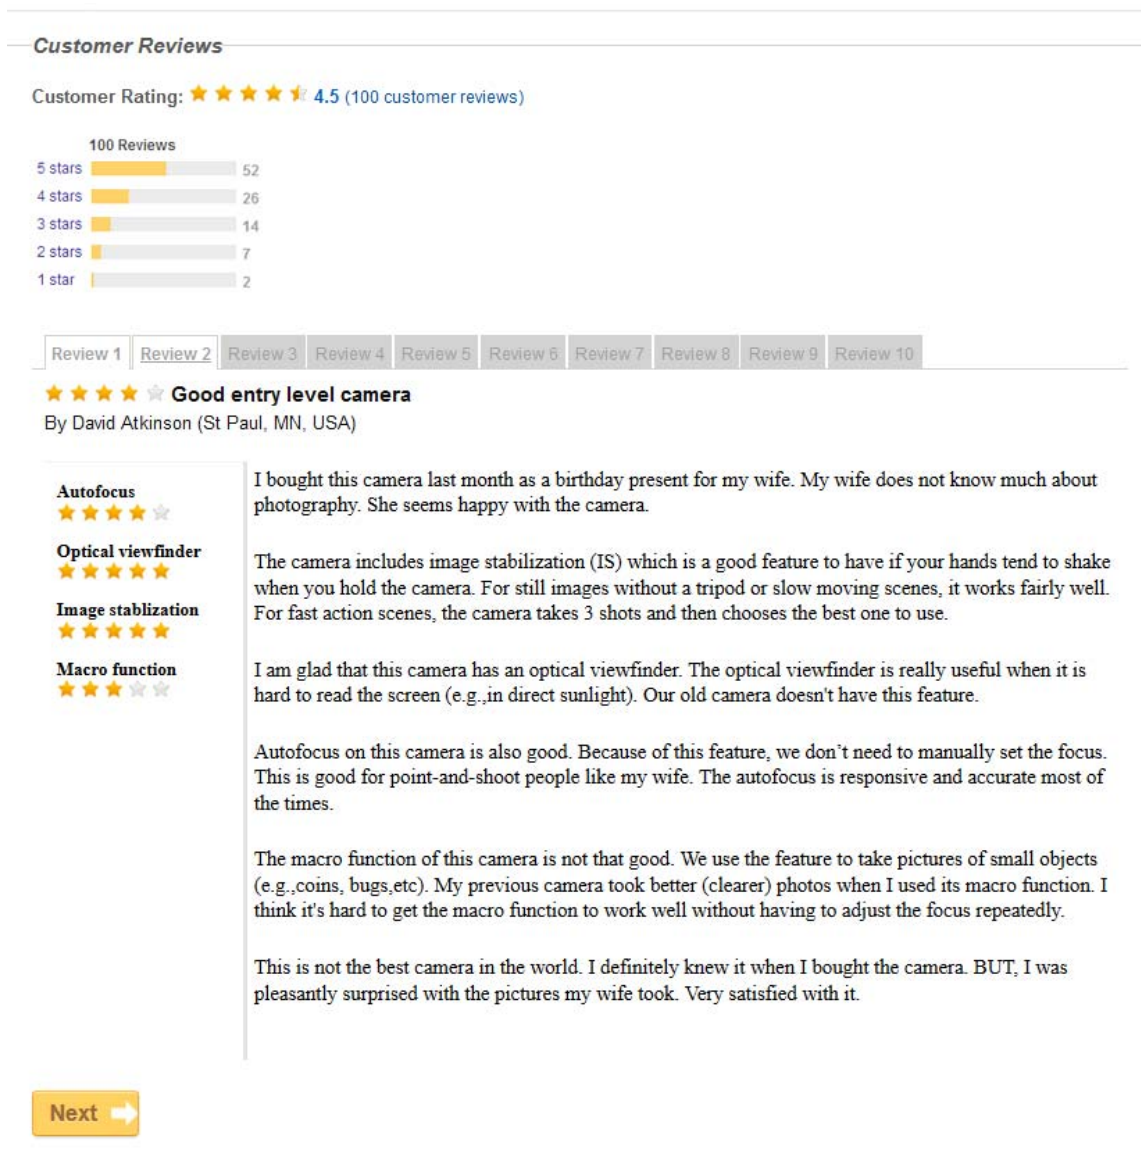 Customer Reviews
Customer Rating: 4.5 (100 customer reviews)
100 Reviews
5 stars 52
4 stars 26
3 stars 14
2 stars 7
1 star 2
Review 1 Review 2 Review 3 Review 4 Review 5 Review 6 Review 7 Review 8 Review 9 Review 10
Good entry level camera
By David Atkinson (St Paul, MN, USA)
Autofocus
Optical viewfinder
Image stablization
Macro function
I bought this camera last month as a birthday present for my wife. My wife does not know much about
photography. She seems happy with the camera.
The camera includes image stabilization (IS) which is a good feature to have if your hands tend to shake
when you hold the camera. For still images without a tripod or slow moving scenes, it works fairly well.
For fast action scenes, the camera takes 3 shots and then chooses the best one to use.
I am glad that this camera has an optical viewfinder. The optical viewfinder is really useful when it is
hard to read the screen (e.g.,in direct sunlight). Our old camera doesn't have this feature.
Autofocus on this camera is also good. Because of this feature, we don’t need to manually set the focus.
This is good for point-and-shoot people like my wife. The autofocus is responsive and accurate most of
the times.
The macro function of this camera is not that good. We use the feature to take pictures of small objects
(e.g.,coins, bugs,etc). My previous camera took better (clearer) photos when I used its macro function. I
think it's hard to get the macro function to work well without having to adjust the focus repeatedly.
This is not the best camera in the world. I definitely knew it when I bought the camera. BUT, I was
pleasantly surprised with the pictures my wife took. Very satisfied with it.
Next